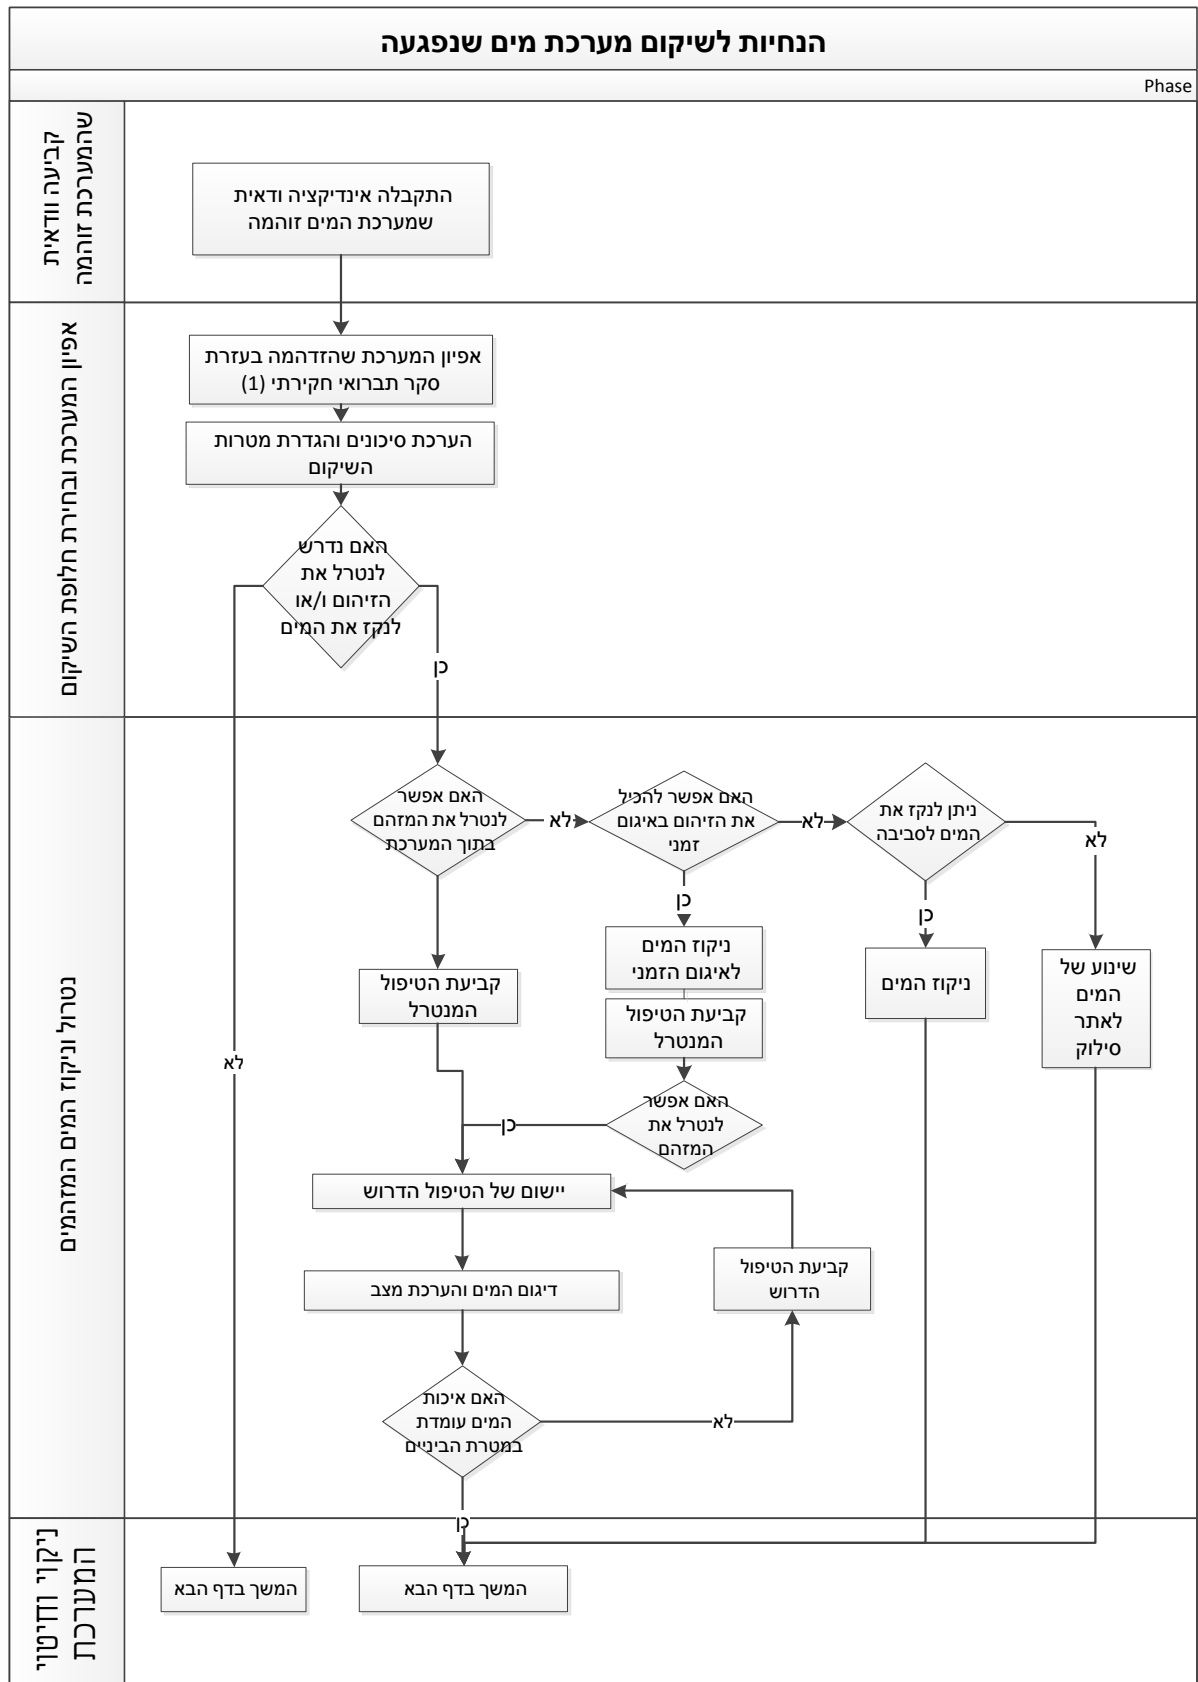 הנחיות לשיקום מערכת מים שנפגעה
Phase
קביעה וודאית
שהמערכת זוהמה
התקבלה אינדיקציה ודאית
שמערכת המים זוהמה
אפיון המערכת ובחירת חלופת השיקום
אפיון המערכת שהזדהמה בעזרת
סקר תברואי חקירתי (1)
הערכת סיכונים והגדרת מטרות
השיקום
האם נדרש
לנטרל את
הזיהום ו/או
לנקז את המים
כן
לא
נטרול וניקוז המים המזהמים
האם אפשר
לנטרל את המזהם
בתוך המערכת
לא
האם אפשר להכיל
את הזיהום באיגום
זמני
לא
ניתן לנקז את
המים לסביבה
לא
כן
כן
קביעת הטיפול
המנטרל
ניקוז המים
לאיגום הזמני
קביעת הטיפול
המנטרל
ניקוז המים
שינוע של
המים
לאתר
סילוק
האם אפשר
לנטרל את
המזהם
כן
יישום של הטיפול הדרוש
קביעת הטיפול
הדרוש
דיגום המים והערכת מצב
האם איכות
המים עומדת
במטרת הביניים
לא
כן
ניקוי וחיטוי
המערכת
המשך בדף הבא
המשך בדף הבא